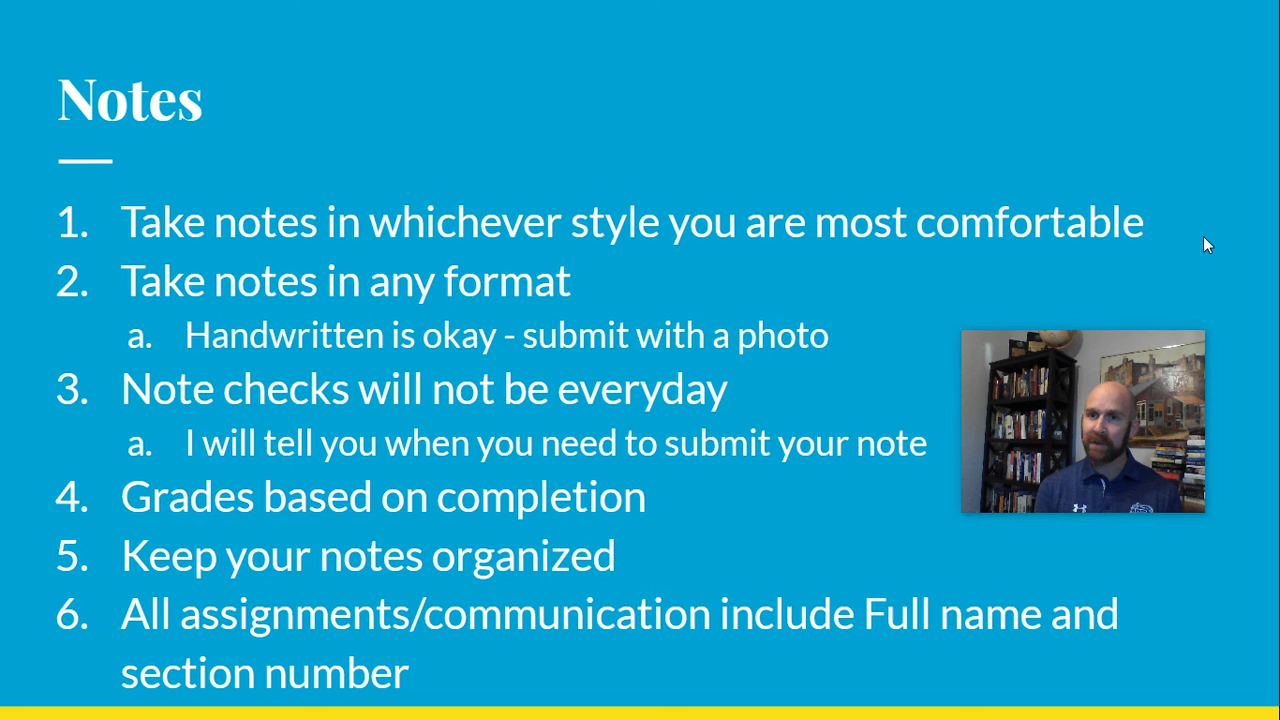 Notes
1. Take notes in whichever style you are most comfortable
2. Take notes in any format
a. Handwritten is okay - submit with a photo
3. Note checks will not be everyday
a. I will tell you when you need to submit your note
4. Grades based on completion
5. Keep your notes organized
6. All assignments/communication include Full name and
section number